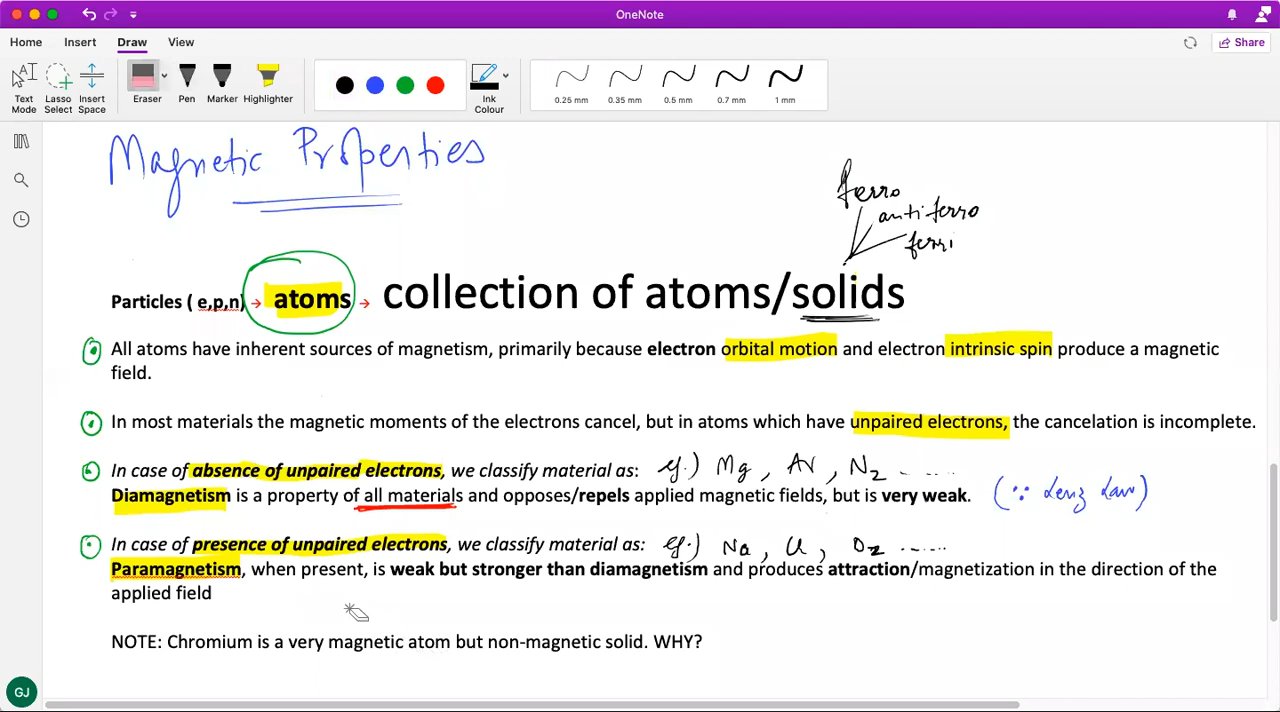 OneNote
Home Insert Draw View
Share
Text Mode
Lasso Select
Insert Space
Eraser
Pen
Marker
Highlighter
Ink Colour
0.25 mm
0.35 mm
0.5 mm
0.7 mm
1 mm
Magnetic Properties
ferro
antiferro
ferri
Particles ( e,p,n) → atoms → collection of atoms/solids
All atoms have inherent sources of magnetism, primarily because electron orbital motion and electron intrinsic spin produce a magnetic
field.
In most materials the magnetic moments of the electrons cancel, but in atoms which have unpaired electrons, the cancelation is incomplete.
In case of absence of unpaired electrons, we classify material as: eg.) Mg, Ar, N2 .......
Diamagnetism is a property of all materials and opposes/repels applied magnetic fields, but is very weak. (∵ Lenz Law)
In case of presence of unpaired electrons, we classify material as: eg.) Na, Cl, O2 ......
Paramagnetism, when present, is weak but stronger than diamagnetism and produces attraction/magnetization in the direction of the
applied field
NOTE: Chromium is a very magnetic atom but non-magnetic solid. WHY?
GJ